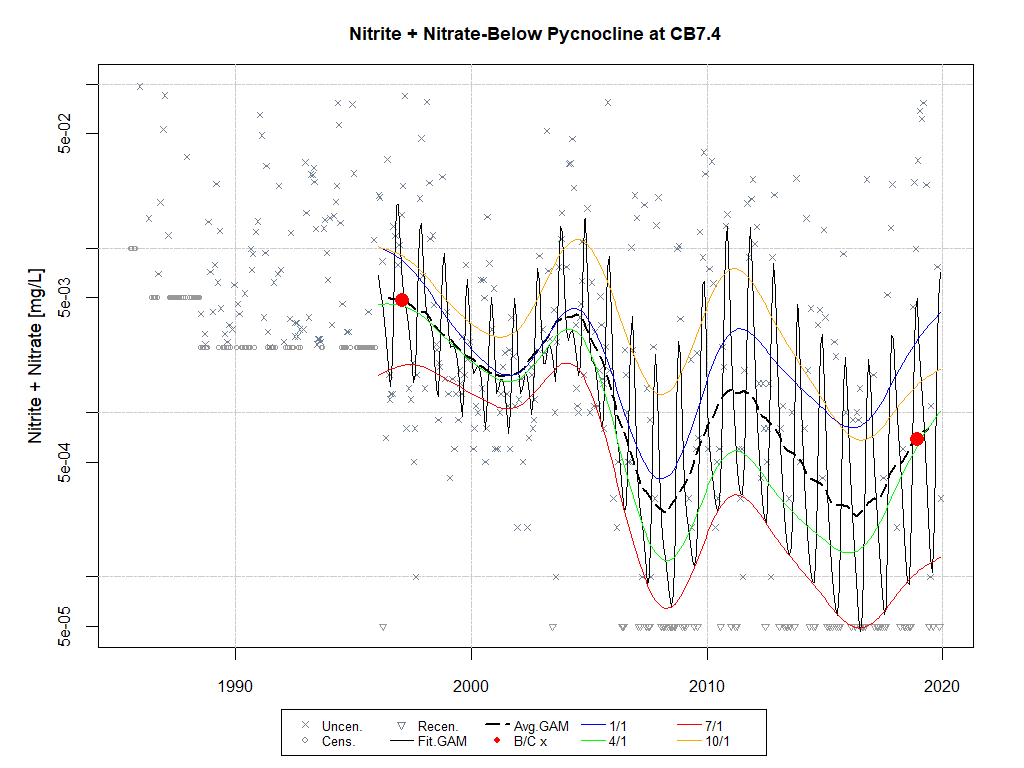 Nitrite + Nitrate-Below Pycnocline at CB7.4
Nitrite + Nitrate [mg/L]
5e-02
5e-03
5e-04
5e-05
1990 2000 2010 2020
Uncen. Recen. Avg.GAM 1/1 7/1
Cens. Fit.GAM B/C x 4/1 10/1